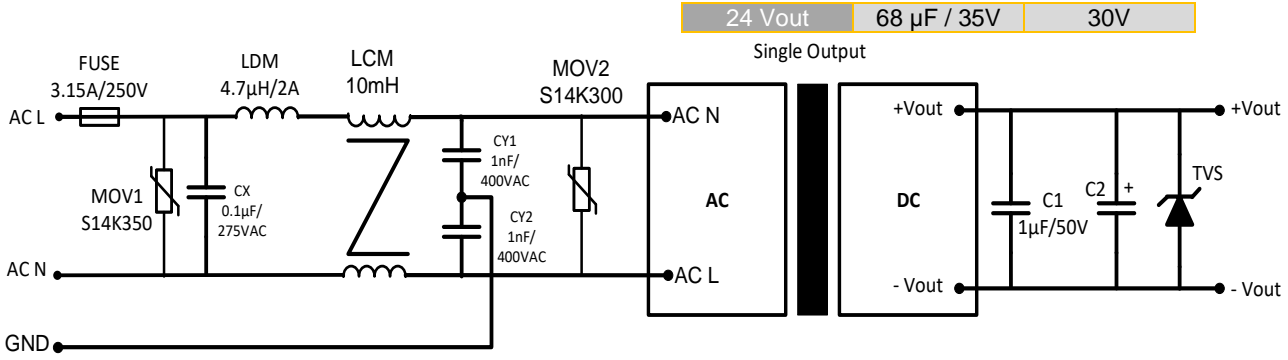 24 Vout 68 µF / 35V 30V
Single Output
FUSE
3.15A/250V
LDM
4.7µH/2A
LCM
10mH
MOV2
S14K300
AC L
AC N
+Vout
+Vout
MOV1
S14K350
CX
0.1µF/
275VAC
CY1
1nF/
400VAC
CY2
1nF/
400VAC
AC
DC
C1
1µF/50V
C2
+
TVS
AC N
AC L
- Vout
- Vout
GND